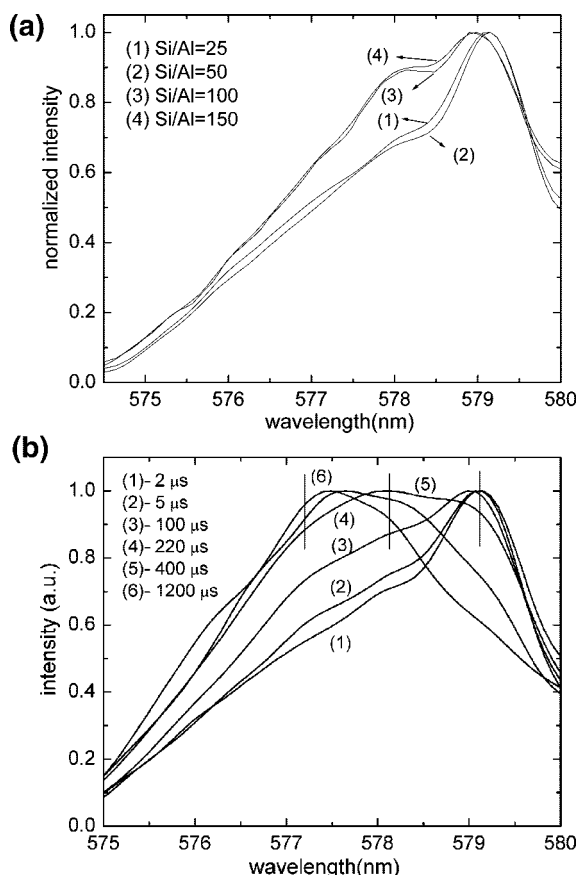 (a)
(1) Si/Al=25
(2) Si/Al=50
(3) Si/Al=100
(4) Si/Al=150
(4)
(3)
(1)
(2)
normalized intensity
1.0
0.8
0.6
0.4
0.2
0.0
575 576 577 578 579 580
wavelength(nm)
(b)
(1)- 2 µs
(2)- 5 µs
(3)- 100 µs
(4)- 220 µs
(5)- 400 µs
(6)- 1200 µs
(6)
(5)
(4)
(3)
(2)
(1)
intensity (a.u.)
1.0
0.8
0.6
0.4
0.2
0.0
575 576 577 578 579 580
wavelength(nm)